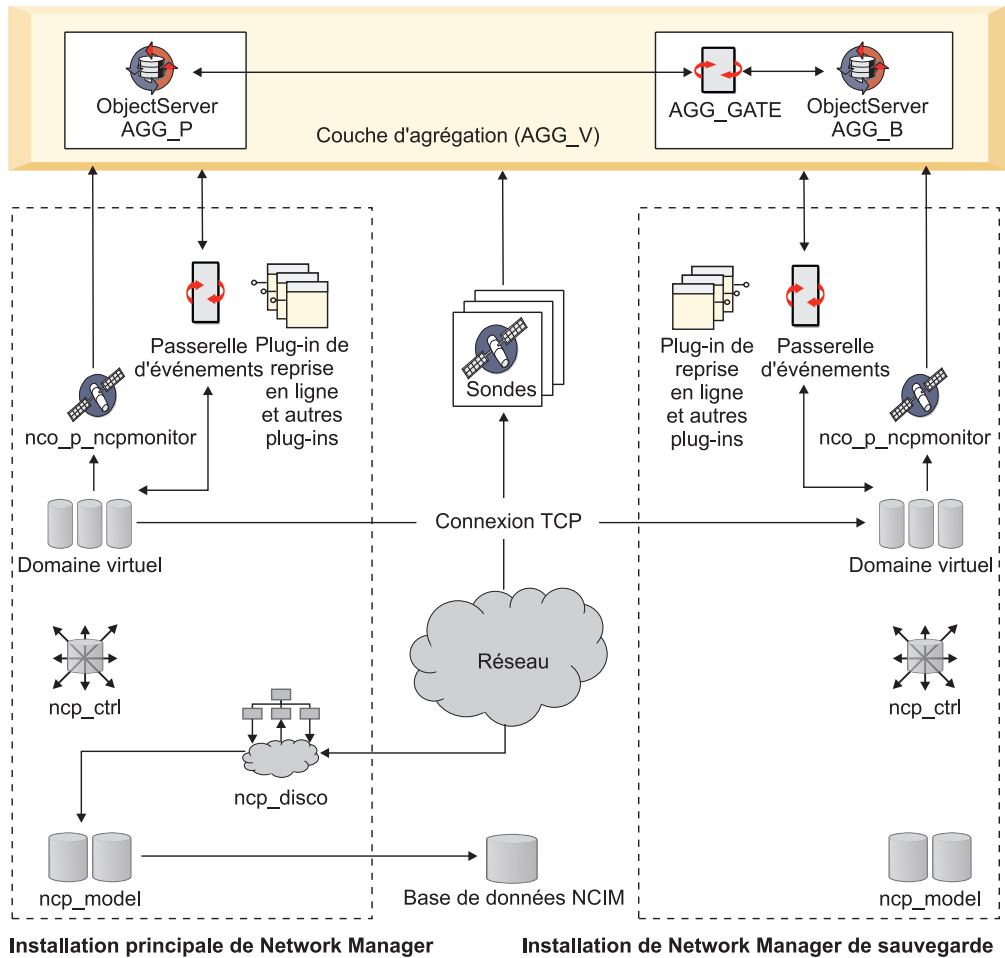 ObjectServer
AGG_P
AGG_GATE
ObjectServer
AGG_B
Couche d'agrégation (AGG_V)
Passerelle
d'événements
Plug-in de
reprise
en ligne
et autres
plug-ins
nco_p_ncpmonitor
Domaine virtuel
Sondes
Connexion TCP
Plug-in de
reprise
en ligne
et autres
plug-ins
Passerelle
d'événements
nco_p_ncpmonitor
Domaine virtuel
Réseau
ncp_ctrl
ncp_disco
ncp_ctrl
ncp_model
Base de données NCIM
ncp_model
Installation principale de Network Manager
Installation de Network Manager de sauvegarde